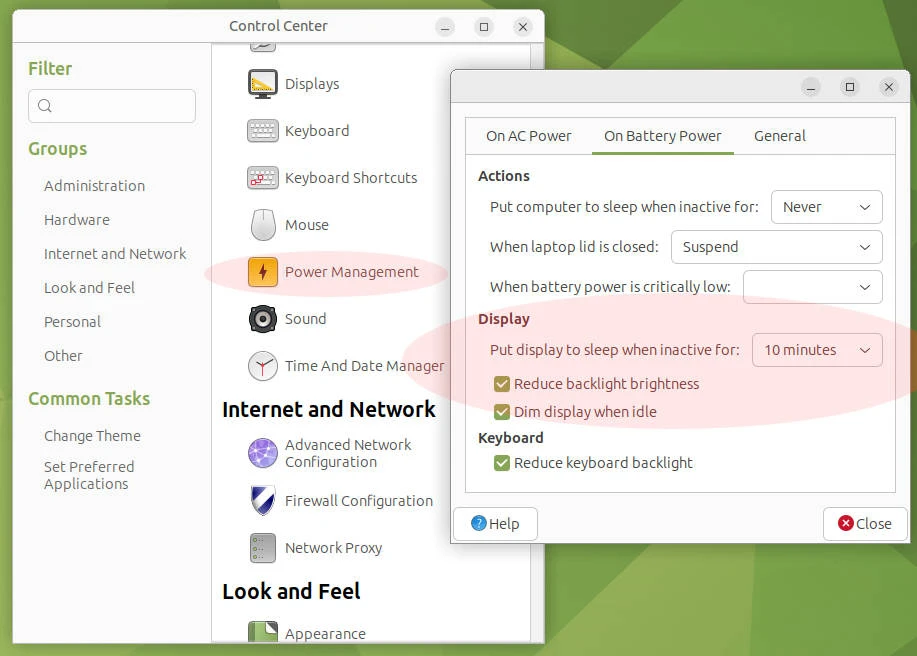 Control Center
Filter
Groups
Administration
Hardware
Internet and Network
Look and Feel
Personal
Other
Common Tasks
Change Theme
Set Preferred
Applications
Displays
Keyboard
Keyboard Shortcuts
Mouse
Power Management
Sound
Time And Date Manager
Internet and Network
Advanced Network
Configuration
Firewall Configuration
Network Proxy
Look and Feel
Appearance
On AC Power On Battery Power General
Actions
Put computer to sleep when inactive for: Never
When laptop lid is closed: Suspend
When battery power is critically low:
Display
Put display to sleep when inactive for: 10 minutes
Reduce backlight brightness
Dim display when idle
Keyboard
Reduce keyboard backlight
? Help
Close